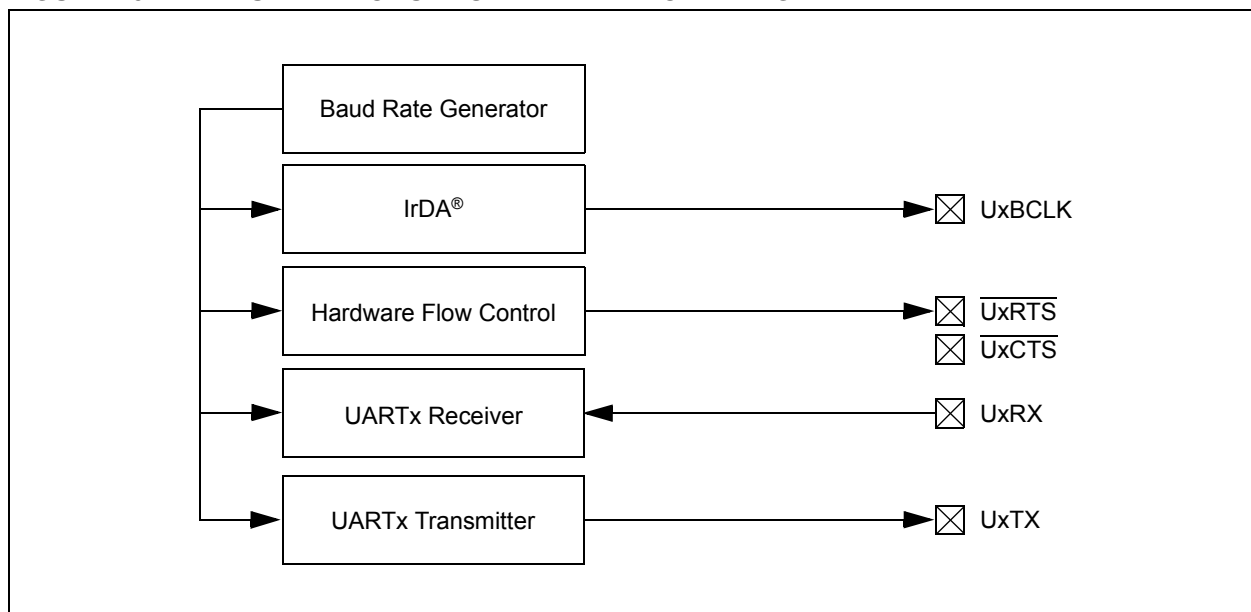 Baud Rate Generator
IrDA®
UxBCLK
Hardware Flow Control
UxRTS
UxCTS
UARTx Receiver
UxRX
UARTx Transmitter
UxTX